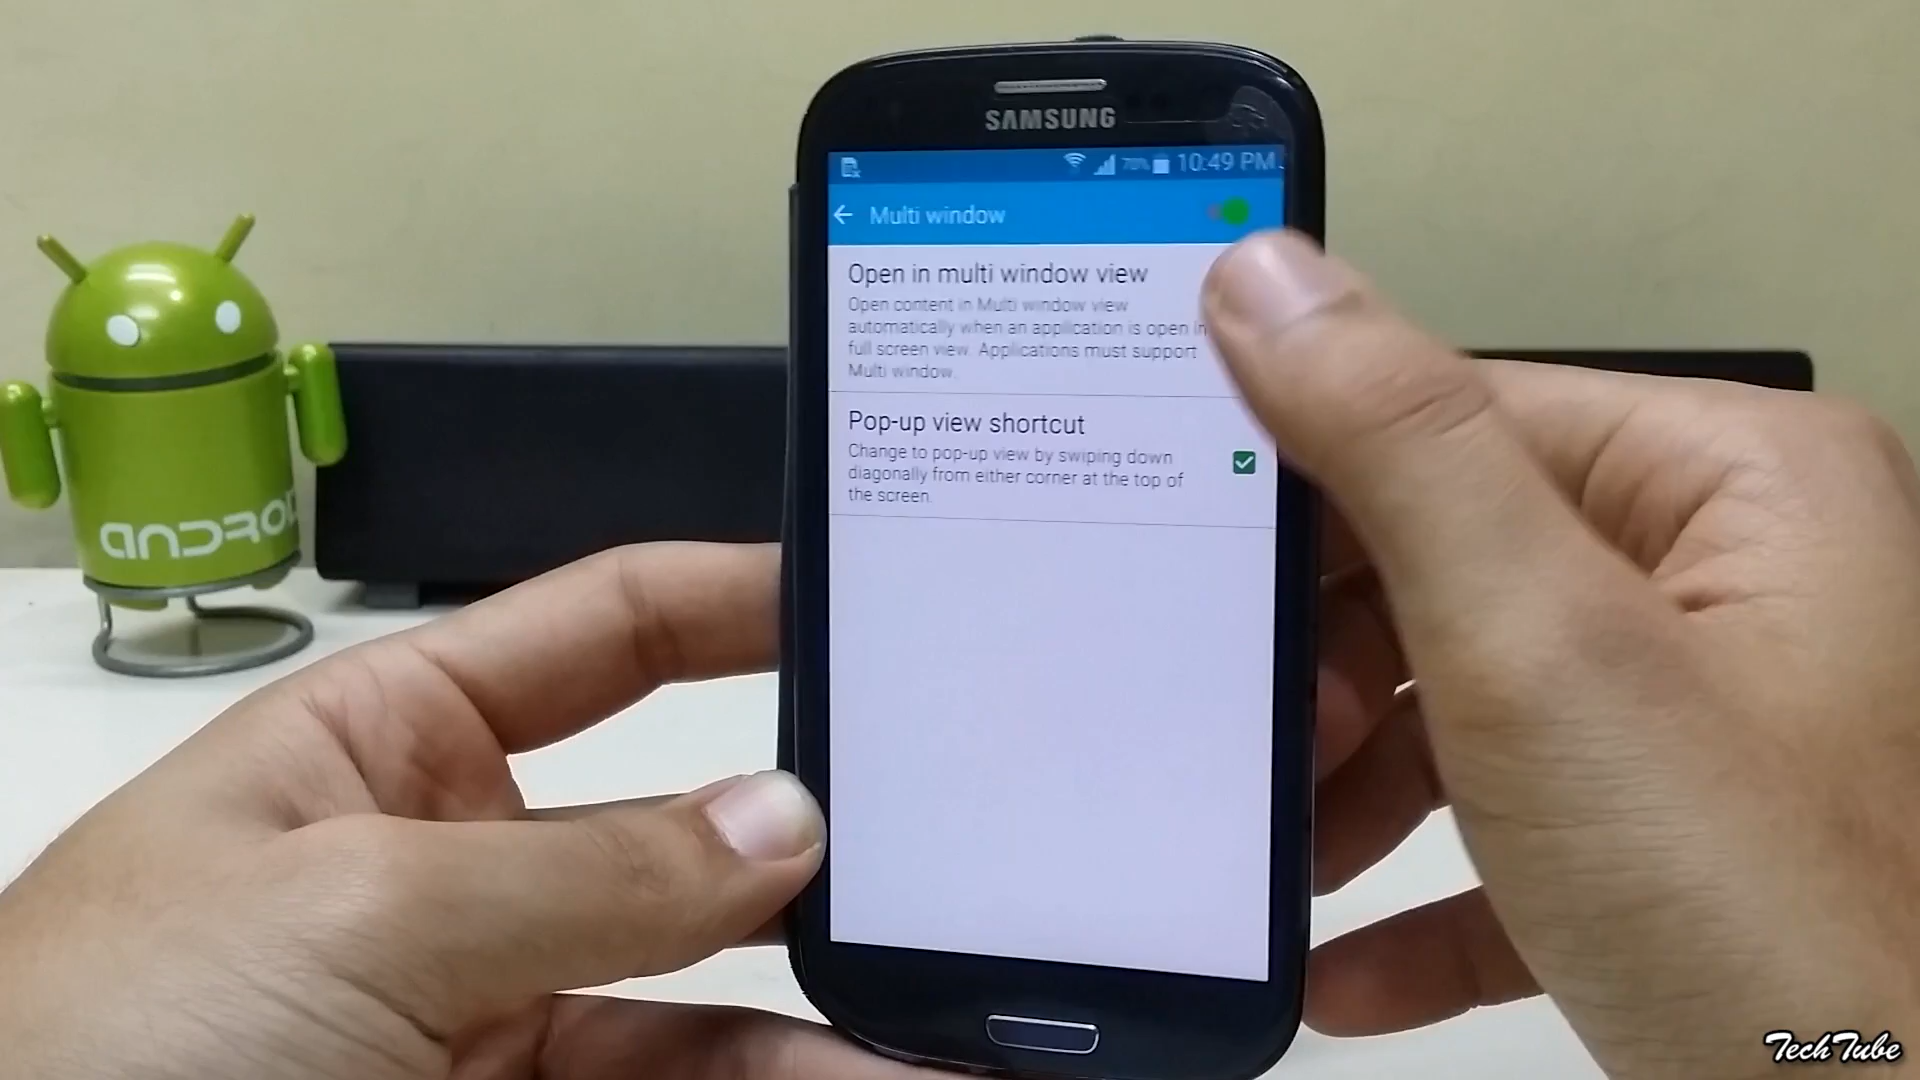 SAMSUNG
70% 10:49 PM
Multi window
Open in multi window view
Open content in Multi window view
automatically when an application is open in
full screen view. Applications must support
Multi window.
Pop-up view shortcut
Change to pop-up view by swiping down
diagonally from either corner at the top of
the screen.
ANDROID
TechTube